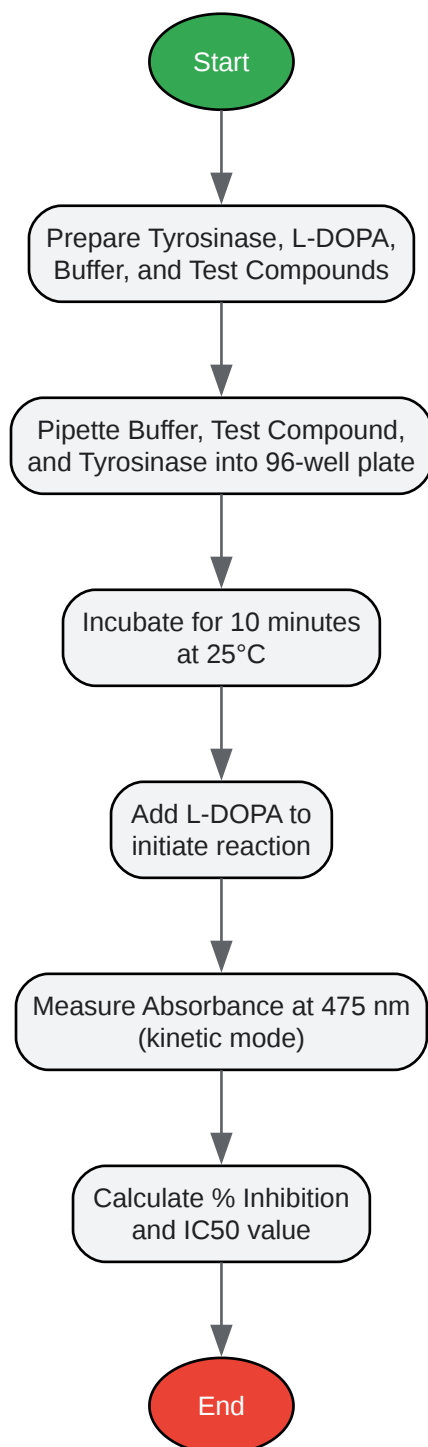 Start
Prepare Tyrosinase, L-DOPA,
Buffer, and Test Compounds
Pipette Buffer, Test Compound,
and Tyrosinase into 96-well plate
Incubate for 10 minutes
at 25°C
Add L-DOPA to
initiate reaction
Measure Absorbance at 475 nm
(kinetic mode)
Calculate % Inhibition
and IC50 value
End